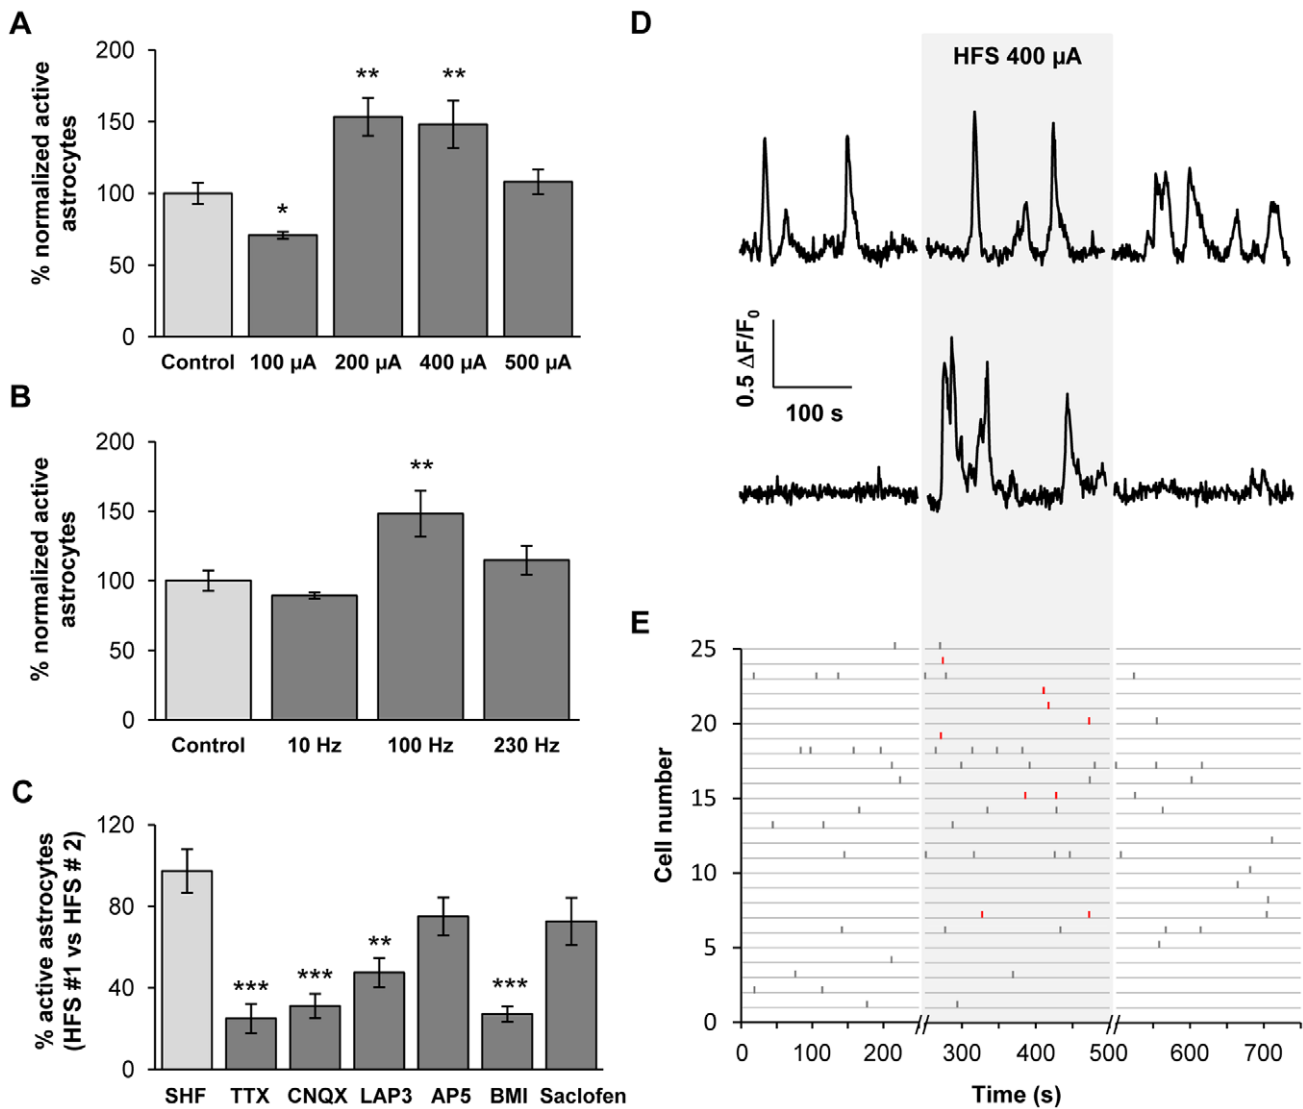 A
% normalized active
astrocytes
200
150
100
50
0
**
**
*
Control 100 µA 200 µA 400 µA 500 µA
B
% normalized active
astrocytes
200
150
100
50
0
**
Control 10 Hz 100 Hz 230 Hz
C
% active astrocytes
(HFS #1 vs HFS # 2)
120
80
40
0
***
***
**
***
SHF TTX CNQX LAP3 AP5 BMI Saclofen
D
HFS 400 µA
0.5 ΔF/F0
100 s
E
Cell number
25
20
15
10
5
0
0 100 200 300 400 500 600 700
Time (s)